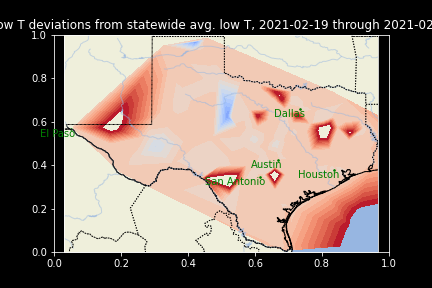 ow T deviations from statewide avg. low T, 2021-02-19 through 2021-02
1.0
0.8
0.6
0.4
0.2
0.0
Dallas
El Paso
Austin
Houston
San Antonio
0.0 0.2 0.4 0.6 0.8 1.0